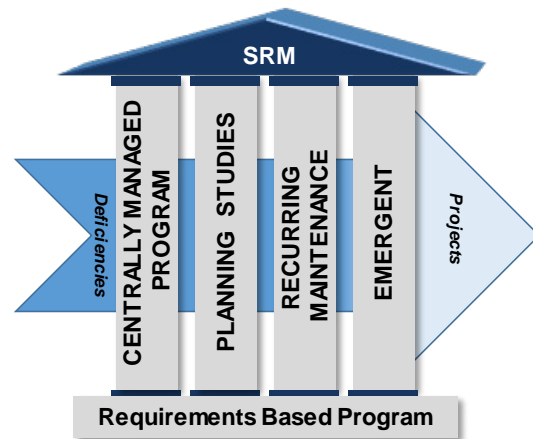 SRM
Deficiencies
CENTRALLY MANAGED
PROGRAM
PLANNING STUDIES
RECURRING
MAINTENANCE
EMERGENT
Projects
Requirements Based Program